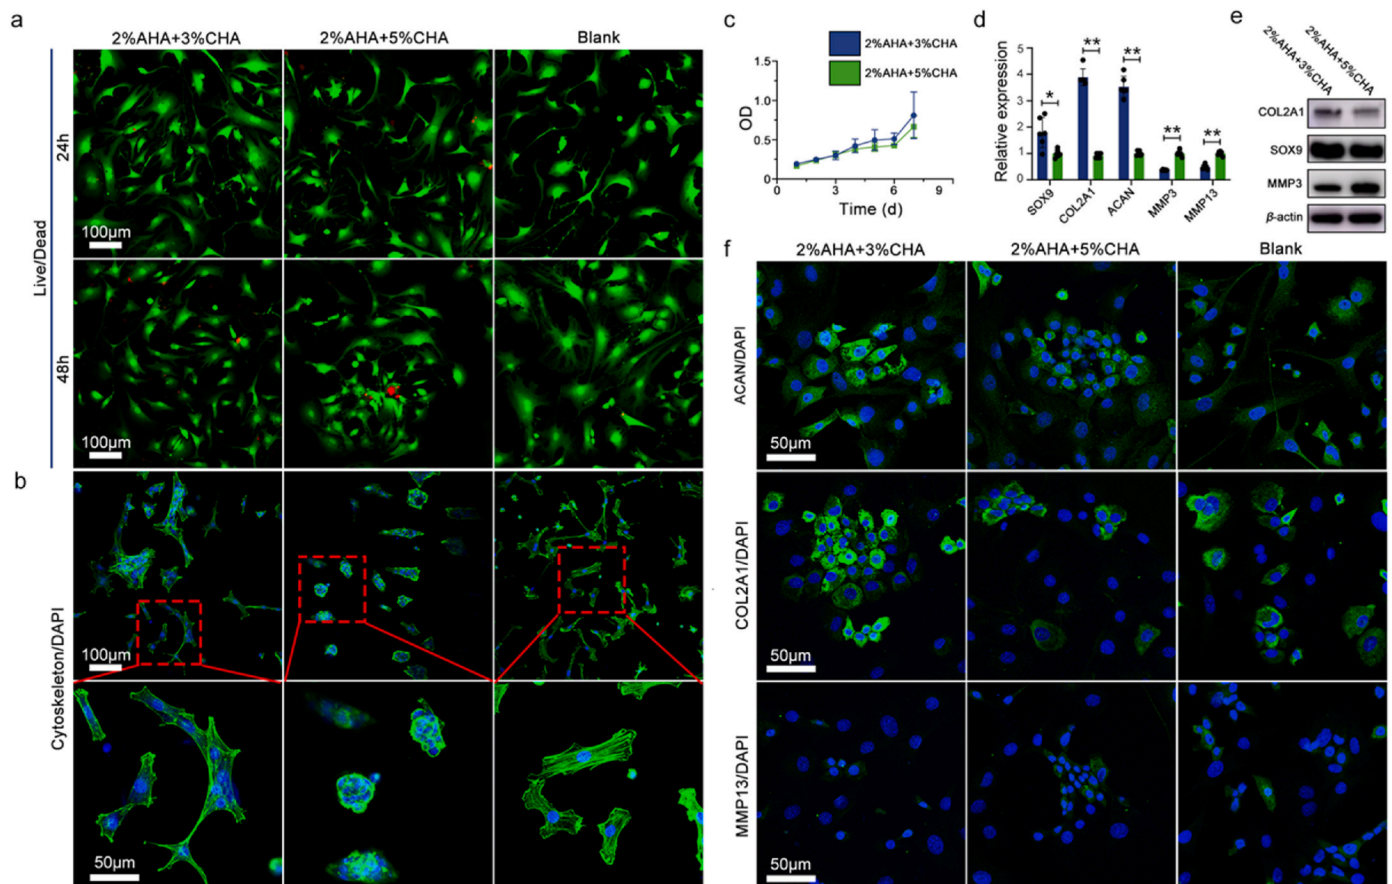 a
2%AHA+3%CHA
2%AHA+5%CHA
Blank
Live/Dead
24h
100μm
48h
100μm
b
Cytoskeleton/DAPI
100μm
50μm
c
2%AHA+3%CHA
2%AHA+5%CHA
OD
1.5
1.0
0.5
0
0
3
6
9
Time (d)
d
Relative expression
5
4
3
2
1
0
*
**
**
**
**
SOX9
COL2A1
ACAN
MMP3
MMP13
e
2%AHA+3%CHA
2%AHA+5%CHA
COL2A1
SOX9
MMP3
β-actin
f
2%AHA+3%CHA
2%AHA+5%CHA
Blank
ACAN/DAPI
50μm
COL2A1/DAPI
50μm
MMP13/DAPI
50μm